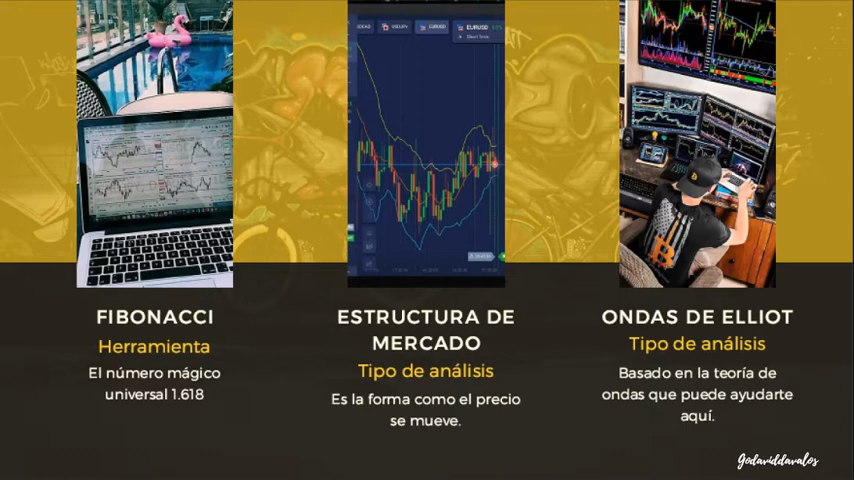 EURUSD
EURUSD
FIBONACCI
Herramienta
El número mágico
universal 1.618
ESTRUCTURA DE
MERCADO
Tipo de análisis
Es la forma como el precio
se mueve.
ONDAS DE ELLIOT
Tipo de análisis
Basado en la teoría de
ondas que puede ayudarte
aquí.
Godaviddavalos